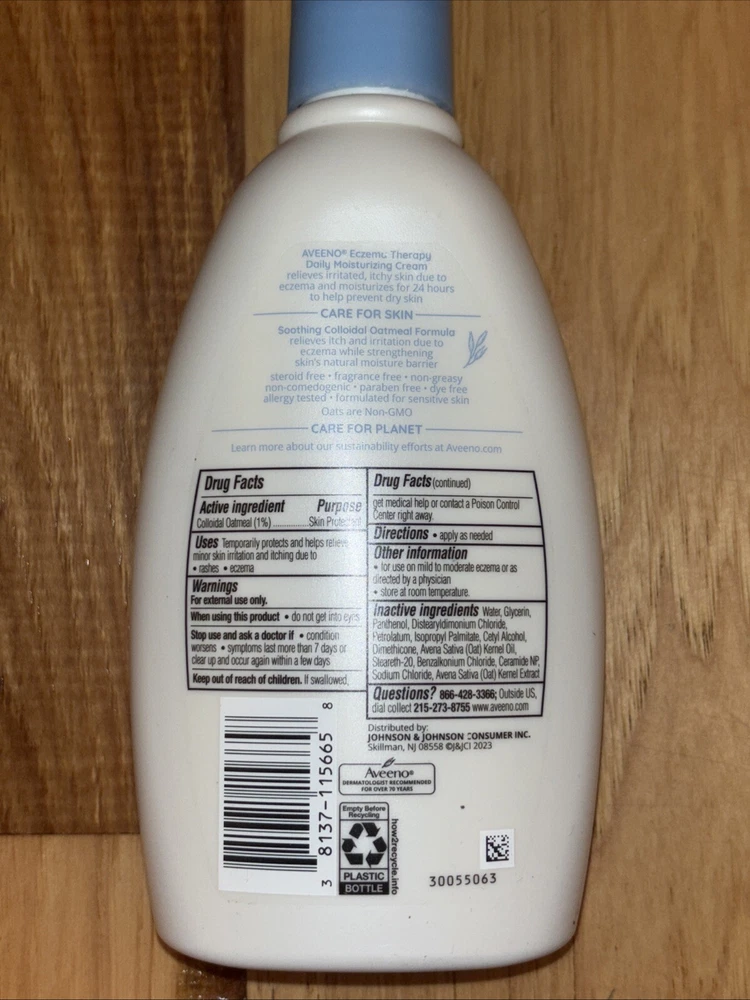 AVEENO® Eczema Therapy
Daily Moisturizing Cream
relieves irritated, itchy skin due to
eczema and moisturizes for 24 hours
to help prevent dry skin
CARE FOR SKIN
Soothing Colloidal Oatmeal Formula
relieves itch and irritation due to
eczema while strengthening
skin's natural moisture barrier
steroid free • fragrance free • non-greasy
non-comedogenic • paraben free • dye free
allergy tested • formulated for sensitive skin
Oats are Non-GMO
CARE FOR PLANET
Learn more about our sustainability efforts at Aveeno.com
Drug Facts
Active ingredient Purpose
Colloidal Oatmeal (1%) ............ Skin Protectant
Uses Temporarily protects and helps relieve
minor skin irritation and itching due to
• rashes • eczema
Warnings
For external use only.
When using this product • do not get into eyes
Stop use and ask a doctor if • condition
worsens • symptoms last more than 7 days or
clear up and occur again within a few days
Keep out of reach of children. If swallowed,
Drug Facts (continued)
get medical help or contact a Poison Control
Center right away.
Directions • apply as needed
Other information
• for use on mild to moderate eczema or as
directed by a physician
• store at room temperature.
Inactive ingredients Water, Glycerin,
Panthenol, Distearyldimonium Chloride,
Petrolatum, Isopropyl Palmitate, Cetyl Alcohol,
Dimethicone, Avena Sativa (Oat) Kernel Oil,
Steareth-20, Benzalkonium Chloride, Ceramide NP,
Sodium Chloride, Avena Sativa (Oat) Kernel Extract
Questions? 866-428-3366; Outside US,
dial collect 215-273-8755 www.aveeno.com
Distributed by:
JOHNSON & JOHNSON CONSUMER INC.
Skillman, NJ 08558 ©J&JCI 2023
Aveeno®
DERMATOLOGIST RECOMMENDED
FOR OVER 70 YEARS
3 8137-115665 8
Empty Before
Recycling
PLASTIC
BOTTLE
how2recycle.info
30055063